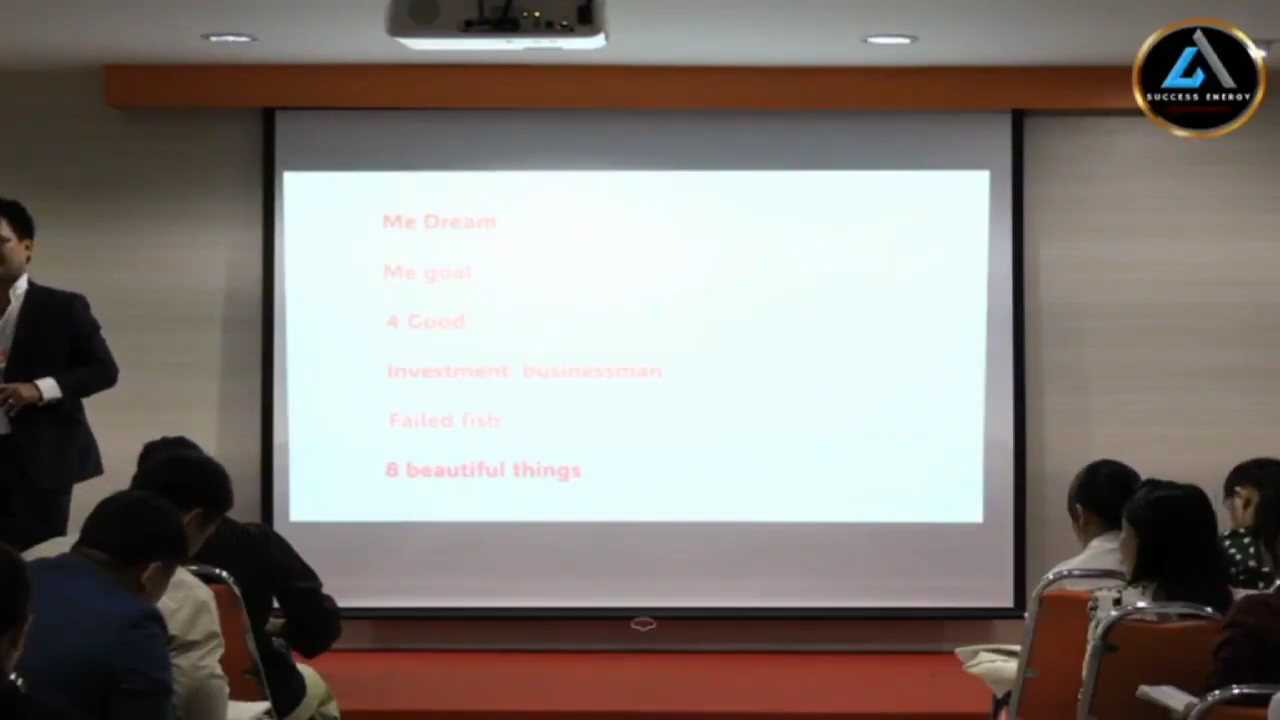 SUCCESS ENERGY
Me Dream
Me goal
4 Good
Investment businessman
Failed fish
8 beautiful things